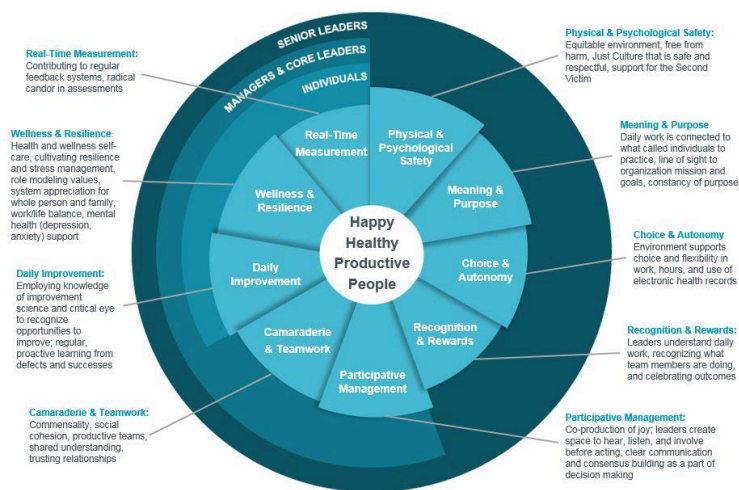 SENIOR LEADERS
MANAGERS & CORE LEADERS
INDIVIDUALS
Real-Time Measurement:
Contributing to regular
feedback systems, radical
candor in assessments
Wellness & Resilience:
Health and wellness self-
care, cultivating resilience
and stress management,
role modeling values,
system appreciation for
whole person and family,
work/life balance, mental
health (depression,
anxiety) support
Daily Improvement:
Employing knowledge
of improvement
science and critical eye
to recognize
opportunities to
improve; regular,
proactive learning from
defects and successes
Camaraderie & Teamwork:
Commensality, social
cohesion, productive teams,
shared understanding,
trusting relationships
Real-Time
Measurement
Physical &
Psychological
Safety
Wellness &
Resilience
Meaning &
Purpose
Happy
Healthy
Productive
People
Daily
Improvement
Choice &
Autonomy
Camaraderie
& Teamwork
Recognition
& Rewards
Participative
Management
Physical & Psychological Safety:
Equitable environment, free from
harm, Just Culture that is safe and
respectful, support for the Second
Victim
Meaning & Purpose
Daily work is connected to
what called individuals to
practice, line of sight to
organization mission and
goals, constancy of purpose
Choice & Autonomy
Environment supports
choice and flexibility in
work, hours, and use of
electronic health records
Recognition & Rewards:
Leaders understand daily
work, recognizing what
team members are doing,
and celebrating outcomes
Participative Management:
Co-production of joy; leaders create
space to hear, listen, and involve
before acting; clear communication
and consensus building as a part of
decision making